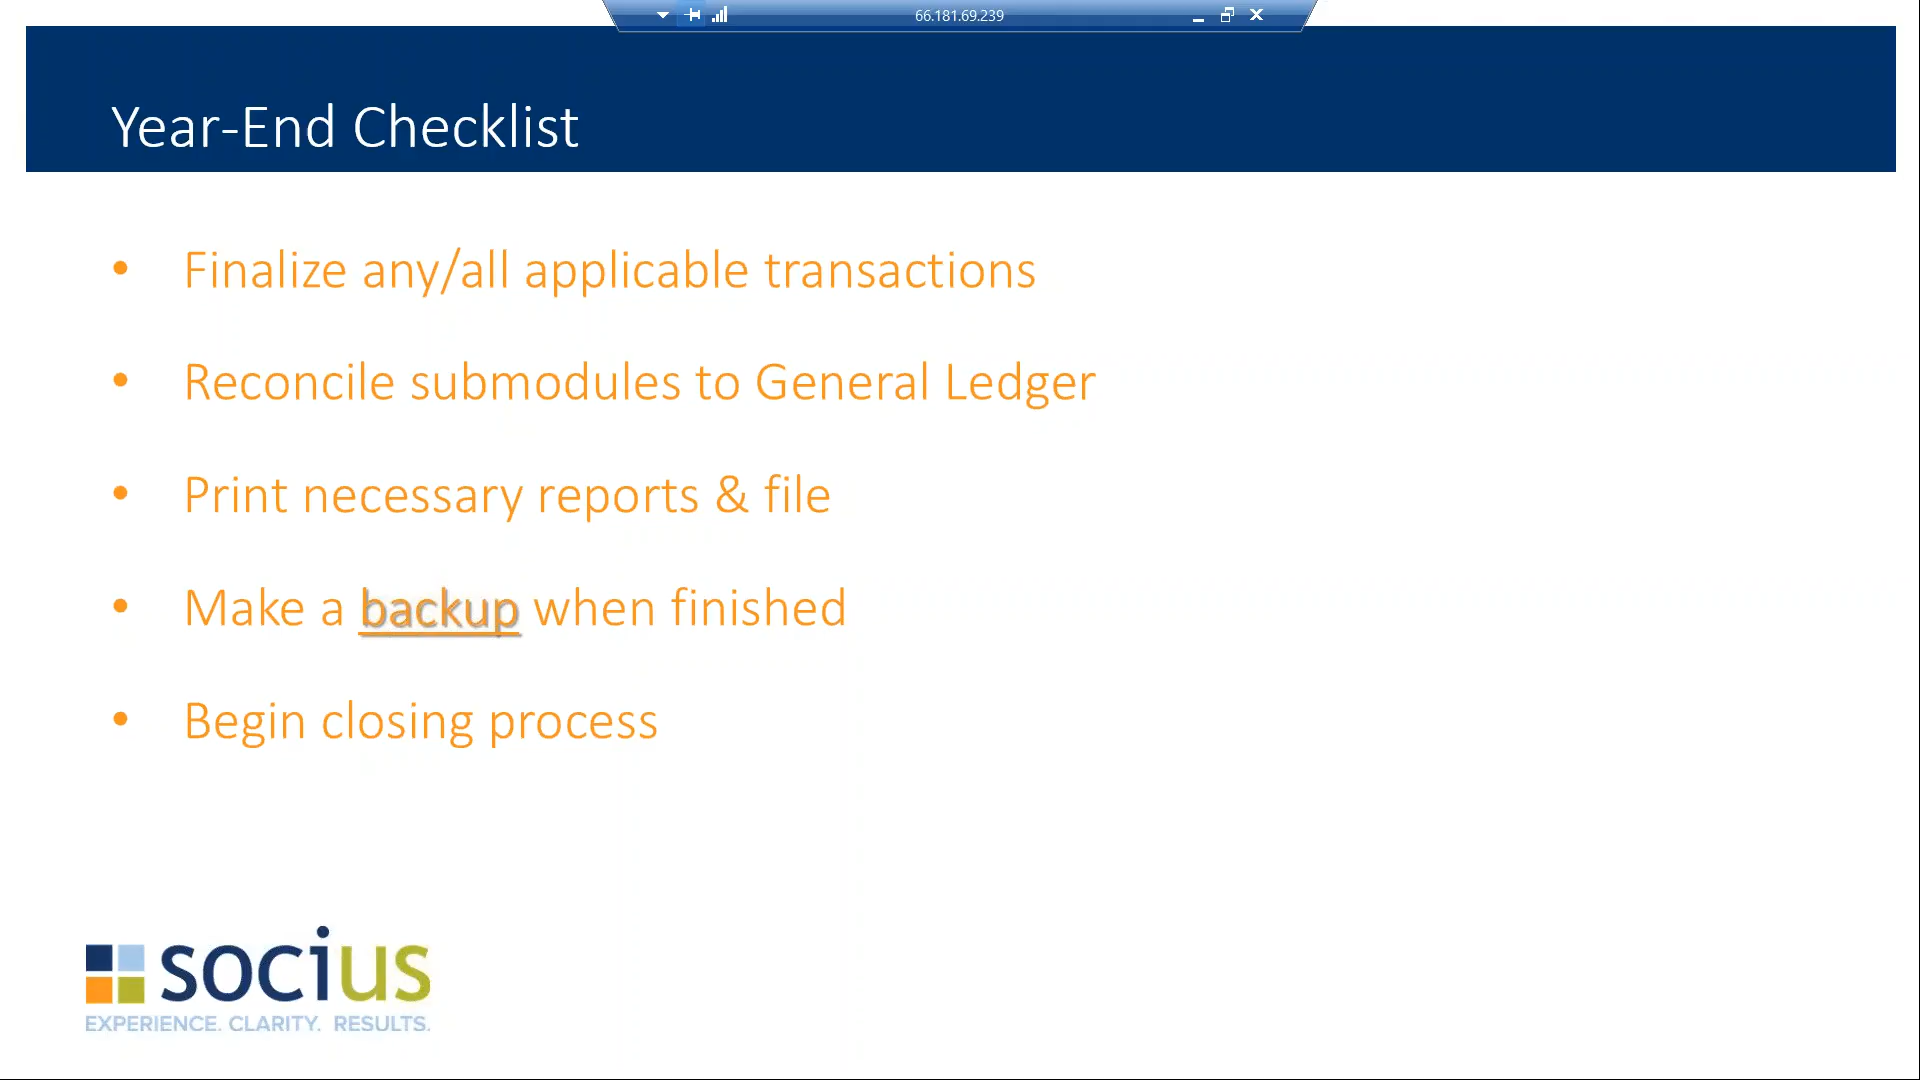 66.181.69.239
Year-End Checklist
• Finalize any/all applicable transactions
• Reconcile submodules to General Ledger
• Print necessary reports & file
• Make a backup when finished
• Begin closing process
socius
EXPERIENCE. CLARITY. RESULTS.